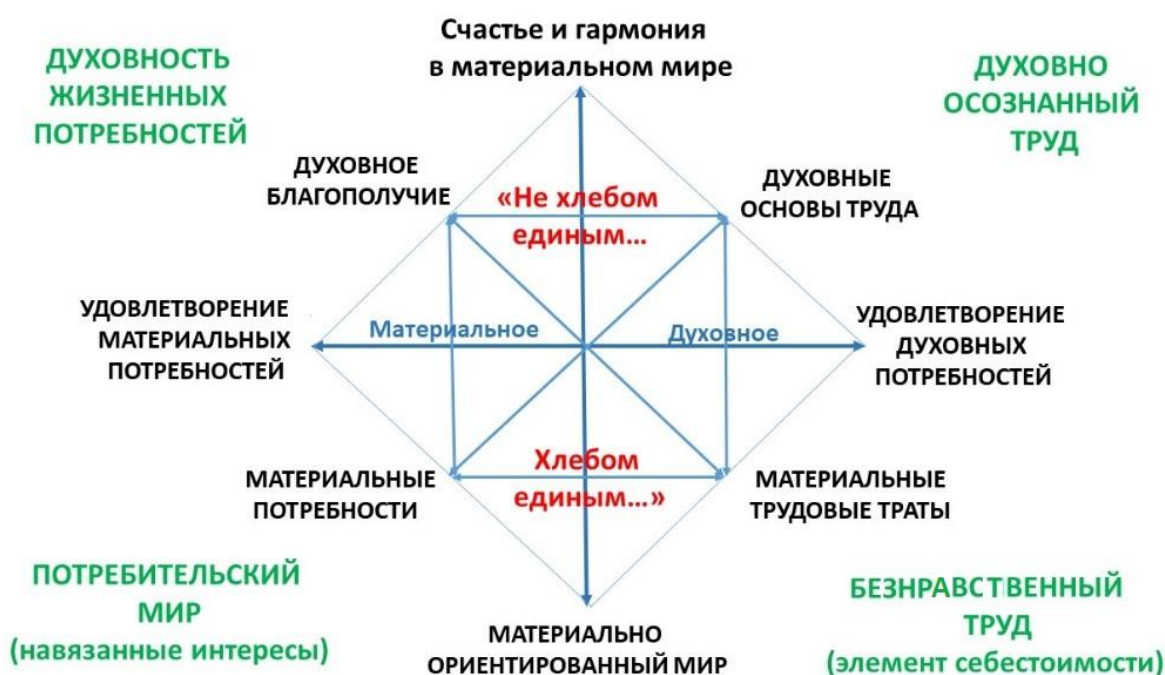 Счастье и гармония
в материальном мире
ДУХОВНОСТЬ
ЖИЗНЕННЫХ
ПОТРЕБНОСТЕЙ
ДУХОВНО
ОСОЗНАННЫЙ
ТРУД
ДУХОВНОЕ
БЛАГОПОЛУЧИЕ
«Не хлебом
единым...
ДУХОВНЫЕ
ОСНОВЫ ТРУДА
УДОВЛЕТВОРЕНИЕ
МАТЕРИАЛЬНЫХ
ПОТРЕБНОСТЕЙ
Материальное
Духовное
УДОВЛЕТВОРЕНИЕ
ДУХОВНЫХ
ПОТРЕБНОСТЕЙ
МАТЕРИАЛЬНЫЕ
ПОТРЕБНОСТИ
Хлебом
единым...»
МАТЕРИАЛЬНЫЕ
ТРУДОВЫЕ ТРАТЫ
ПОТРЕБИТЕЛЬСКИЙ
МИР
(навязанные интересы)
МАТЕРИАЛЬНО
ОРИЕНТИРОВАННЫЙ МИР
БЕЗНРАВСТВЕННЫЙ
ТРУД
(элемент себестоимости)